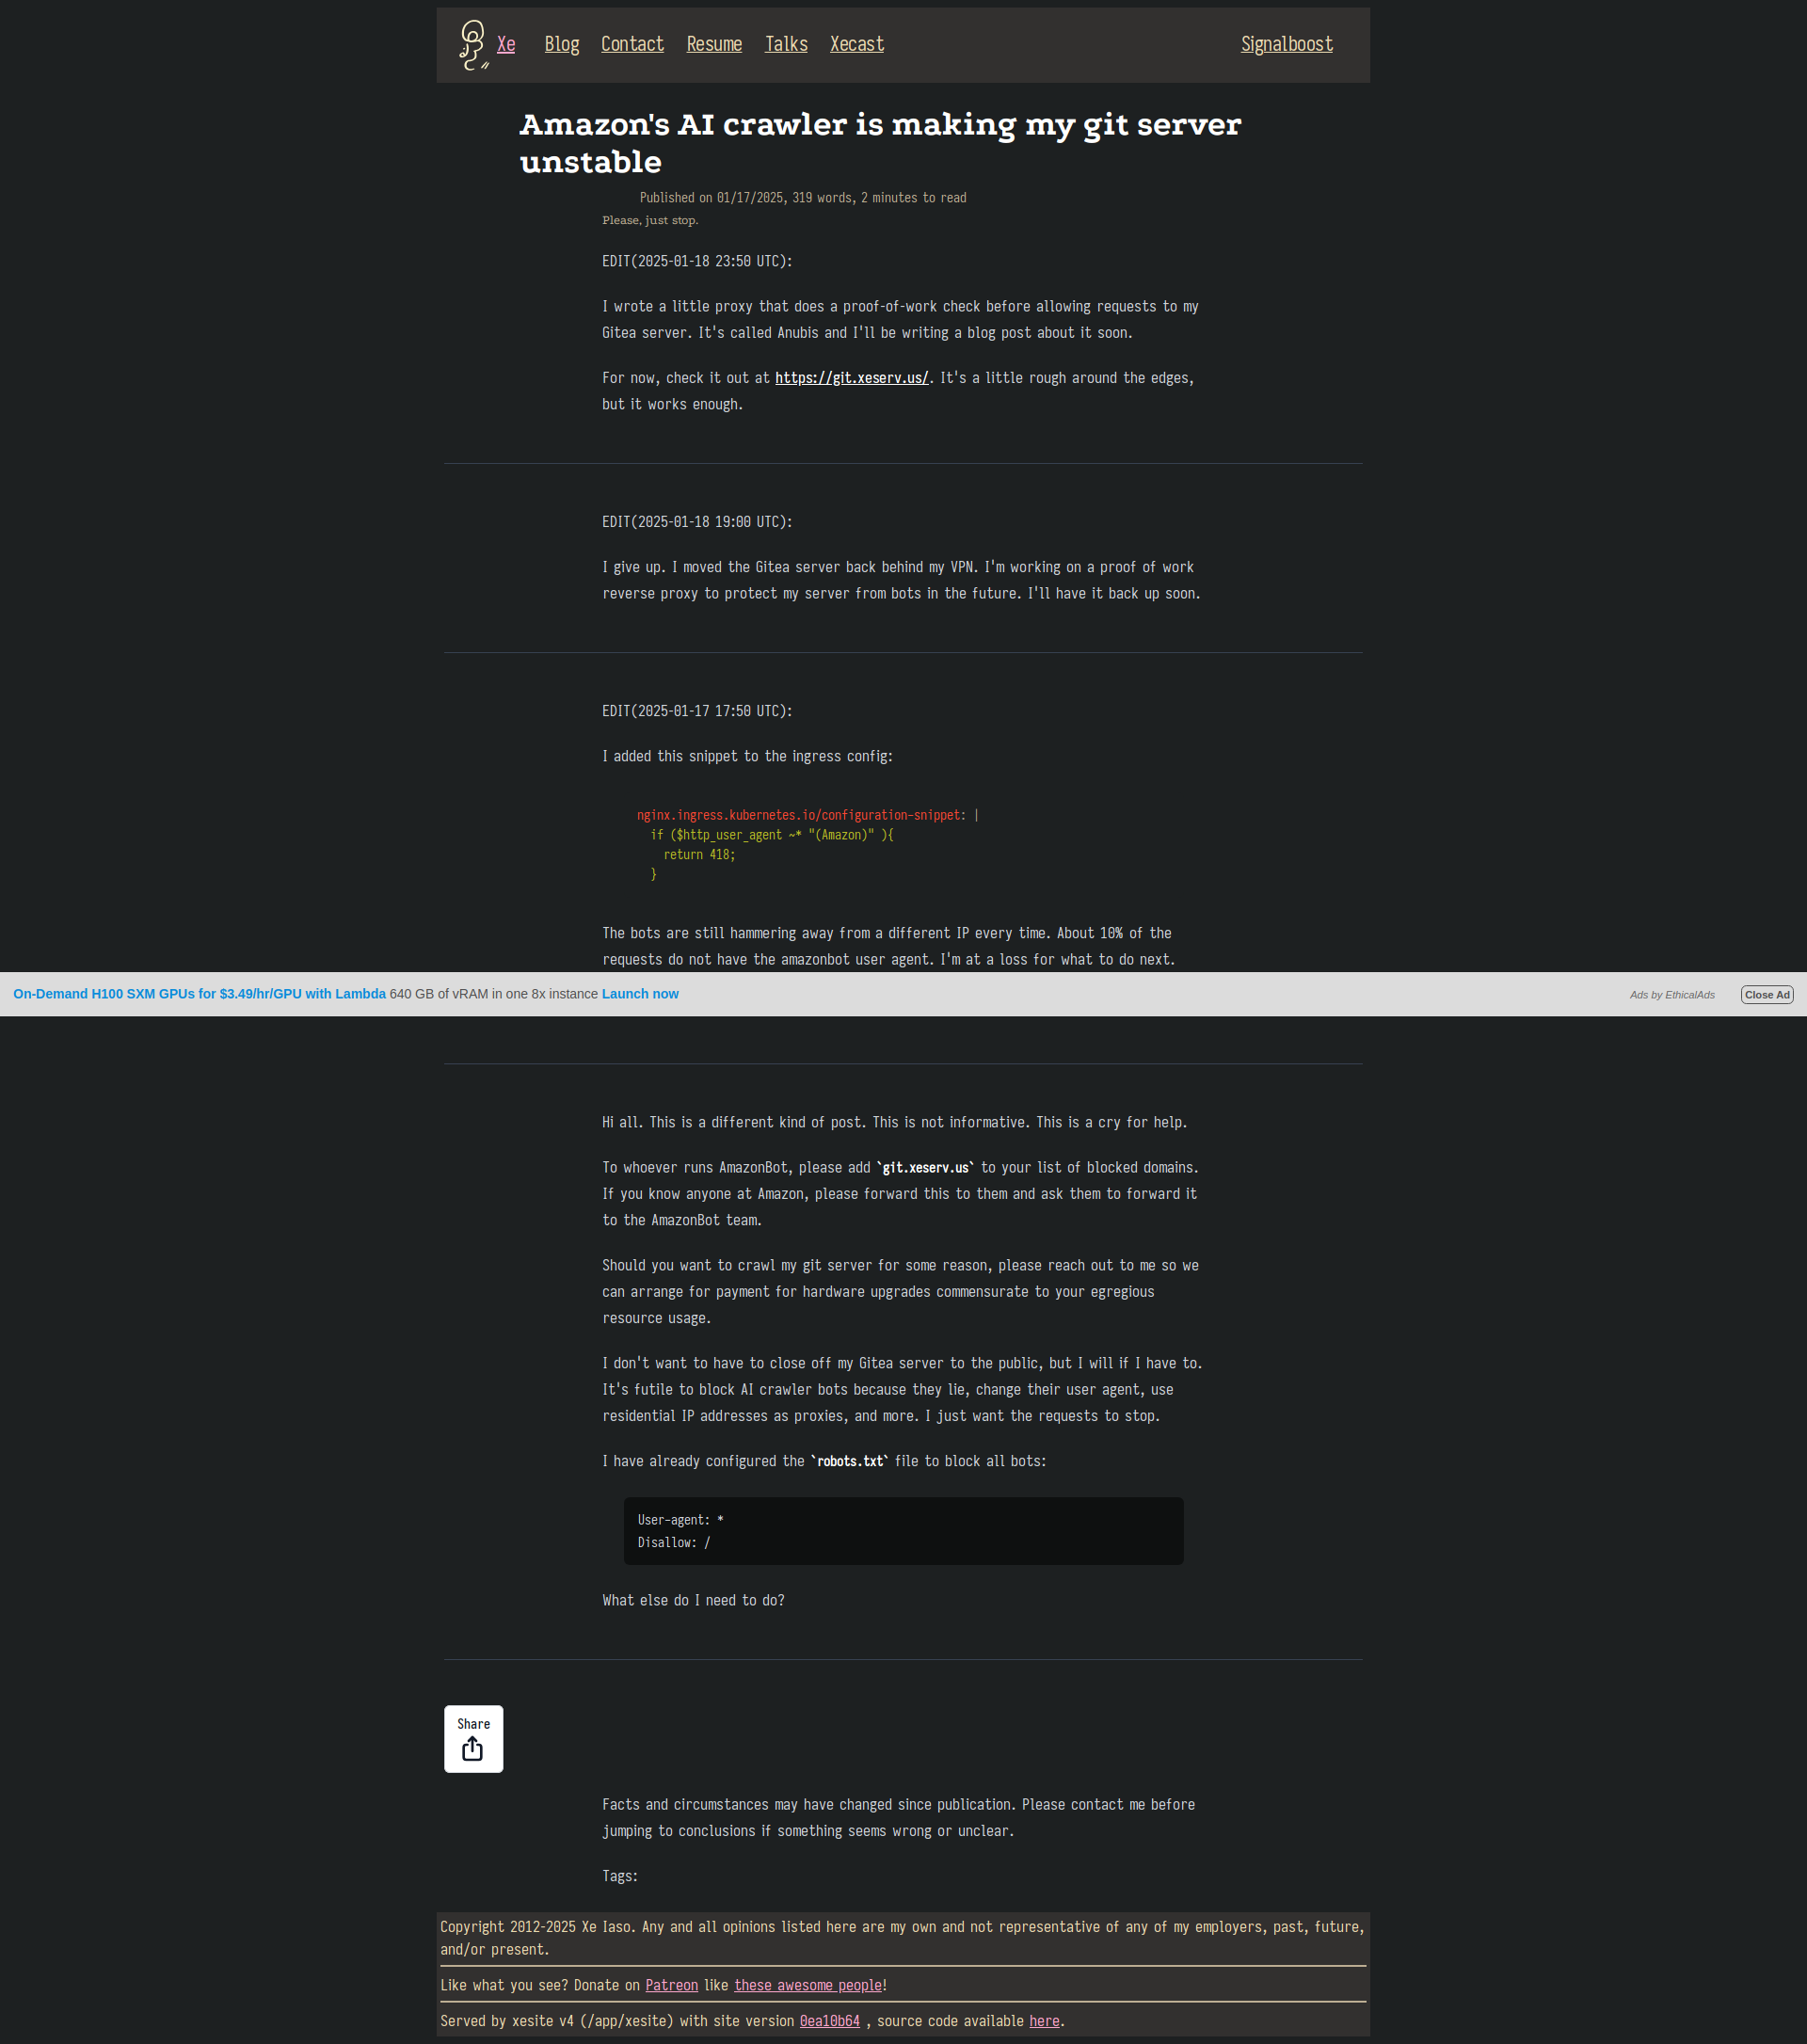 Xe Blog Contact Resume Talks Xecast Signalboost
Amazon's AI crawler is making my git server
unstable
Published on 01/17/2025, 319 words, 2 minutes to read
Please, just stop.
EDIT(2025-01-18 23:50 UTC):
I wrote a little proxy that does a proof-of-work check before allowing requests to my
Gitea server. It's called Anubis and I'll be writing a blog post about it soon.
For now, check it out at https://git.xeserv.us/. It's a little rough around the edges,
but it works enough.
EDIT(2025-01-18 19:00 UTC):
I give up. I moved the Gitea server back behind my VPN. I'm working on a proof of work
reverse proxy to protect my server from bots in the future. I'll have it back up soon.
EDIT(2025-01-17 17:50 UTC):
I added this snippet to the ingress config:
nginx.ingress.kubernetes.io/configuration-snippet: |
  if ($http_user_agent ~* "(Amazon)" ){
    return 418;
  }
The bots are still hammering away from a different IP every time. About 10% of the
requests do not have the amazonbot user agent. I'm at a loss for what to do next.
On-Demand H100 SXM GPUs for $3.49/hr/GPU with Lambda 640 GB of vRAM in one 8x instance Launch now Ads by EthicalAds Close Ad
Hi all. This is a different kind of post. This is not informative. This is a cry for help.
To whoever runs AmazonBot, please add `git.xeserv.us` to your list of blocked domains.
If you know anyone at Amazon, please forward this to them and ask them to forward it
to the AmazonBot team.
Should you want to crawl my git server for some reason, please reach out to me so we
can arrange for payment for hardware upgrades commensurate to your egregious
resource usage.
I don't want to have to close off my Gitea server to the public, but I will if I have to.
It's futile to block AI crawler bots because they lie, change their user agent, use
residential IP addresses as proxies, and more. I just want the requests to stop.
I have already configured the `robots.txt` file to block all bots:
User-agent: *
Disallow: /
What else do I need to do?
Share
Facts and circumstances may have changed since publication. Please contact me before
jumping to conclusions if something seems wrong or unclear.
Tags:
Copyright 2012-2025 Xe Iaso. Any and all opinions listed here are my own and not representative of any of my employers, past, future,
and/or present.
Like what you see? Donate on Patreon like these awesome people!
Served by xesite v4 (/app/xesite) with site version 0ea10b64 , source code available here.